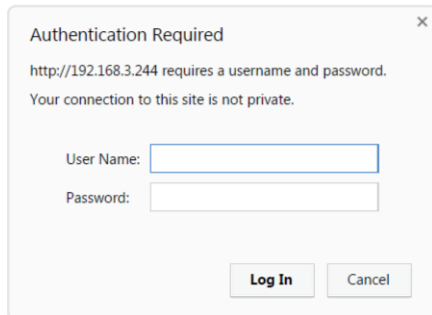 Authentication Required
http://192.168.3.244 requires a username and password.
Your connection to this site is not private.
User Name:
Password:
Log In Cancel